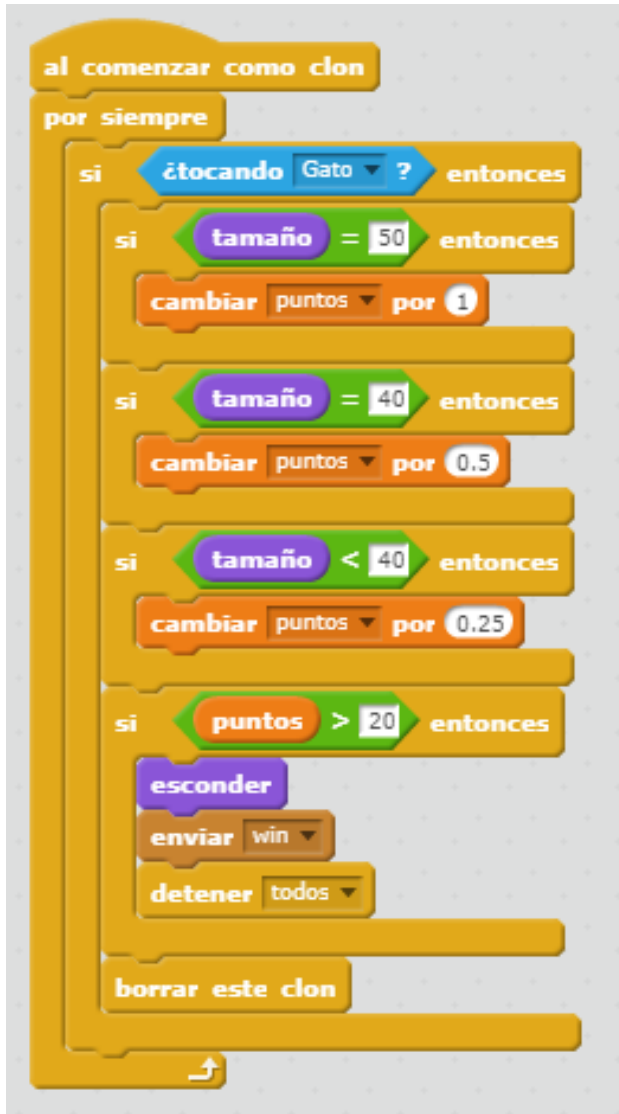 al comenzar como clon
por siempre
si ¿tocando Gato ? entonces
si tamaño = 50 entonces
cambiar puntos por 1
si tamaño = 40 entonces
cambiar puntos por 0.5
si tamaño < 40 entonces
cambiar puntos por 0.25
si puntos > 20 entonces
esconder
enviar win
detener todos
borrar este clon